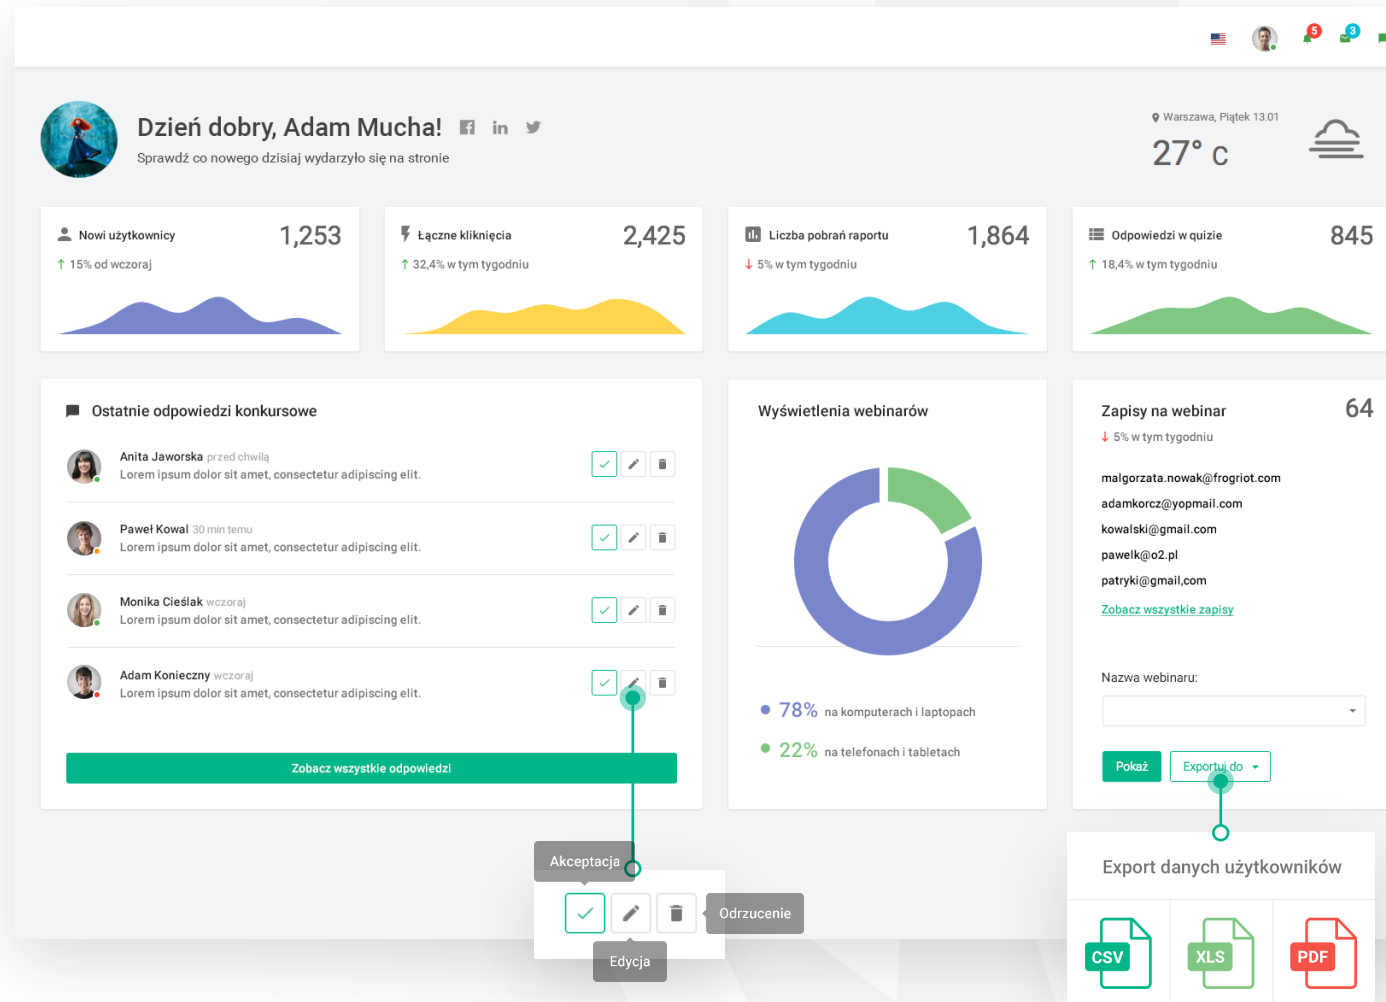 5
3
Dzień dobry, Adam Mucha!
Sprawdź co nowego dzisiaj wydarzyło się na stronie
Warszawa, Piątek 13.01
27° C
Nowi użytkownicy
1,253
15% od wczoraj
Łączne kliknięcia
2,425
32,4% w tym tygodniu
Liczba pobrań raportu
1,864
5% w tym tygodniu
Odpowiedzi w quizie
845
18,4% w tym tygodniu
Ostatnie odpowiedzi konkursowe
Anita Jaworska przed chwilą
Lorem ipsum dolor sit amet, consectetur adipiscing elit.
Paweł Kowal 30 min temu
Lorem ipsum dolor sit amet, consectetur adipiscing elit.
Monika Cieślak wczoraj
Lorem ipsum dolor sit amet, consectetur adipiscing elit.
Adam Konieczny wczoraj
Lorem ipsum dolor sit amet, consectetur adipiscing elit.
Zobacz wszystkie odpowiedzi
Wyświetlenia webinarów
78% na komputerach i laptopach
22% na telefonach i tabletach
Zapisy na webinar
64
5% w tym tygodniu
malgorzata.nowak@frogriot.com
adamkorcz@yopmail.com
kowalski@gmail.com
pawelk@o2.pl
patryki@gmail,com
Zobacz wszystkie zapisy
Nazwa webinaru:
Pokaż
Exportuj do
Akceptacja
Odrzucenie
Edycja
Export danych użytkowników
CSV
XLS
PDF